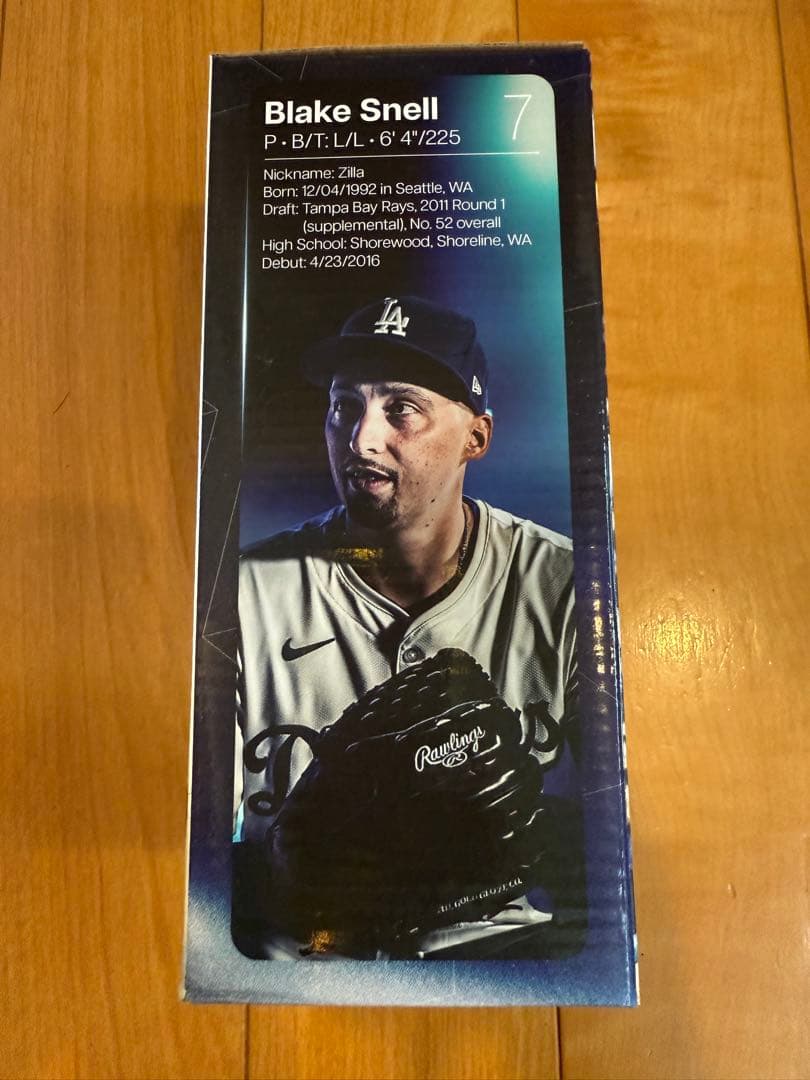 Blake Snell 7
P • B/T: L/L • 6' 4"/225
Nickname: Zilla
Born: 12/04/1992 in Seattle, WA
Draft: Tampa Bay Rays, 2011 Round 1
(supplemental), No. 52 overall
High School: Shorewood, Shoreline, WA
Debut: 4/23/2016
LA
Rawlings
R